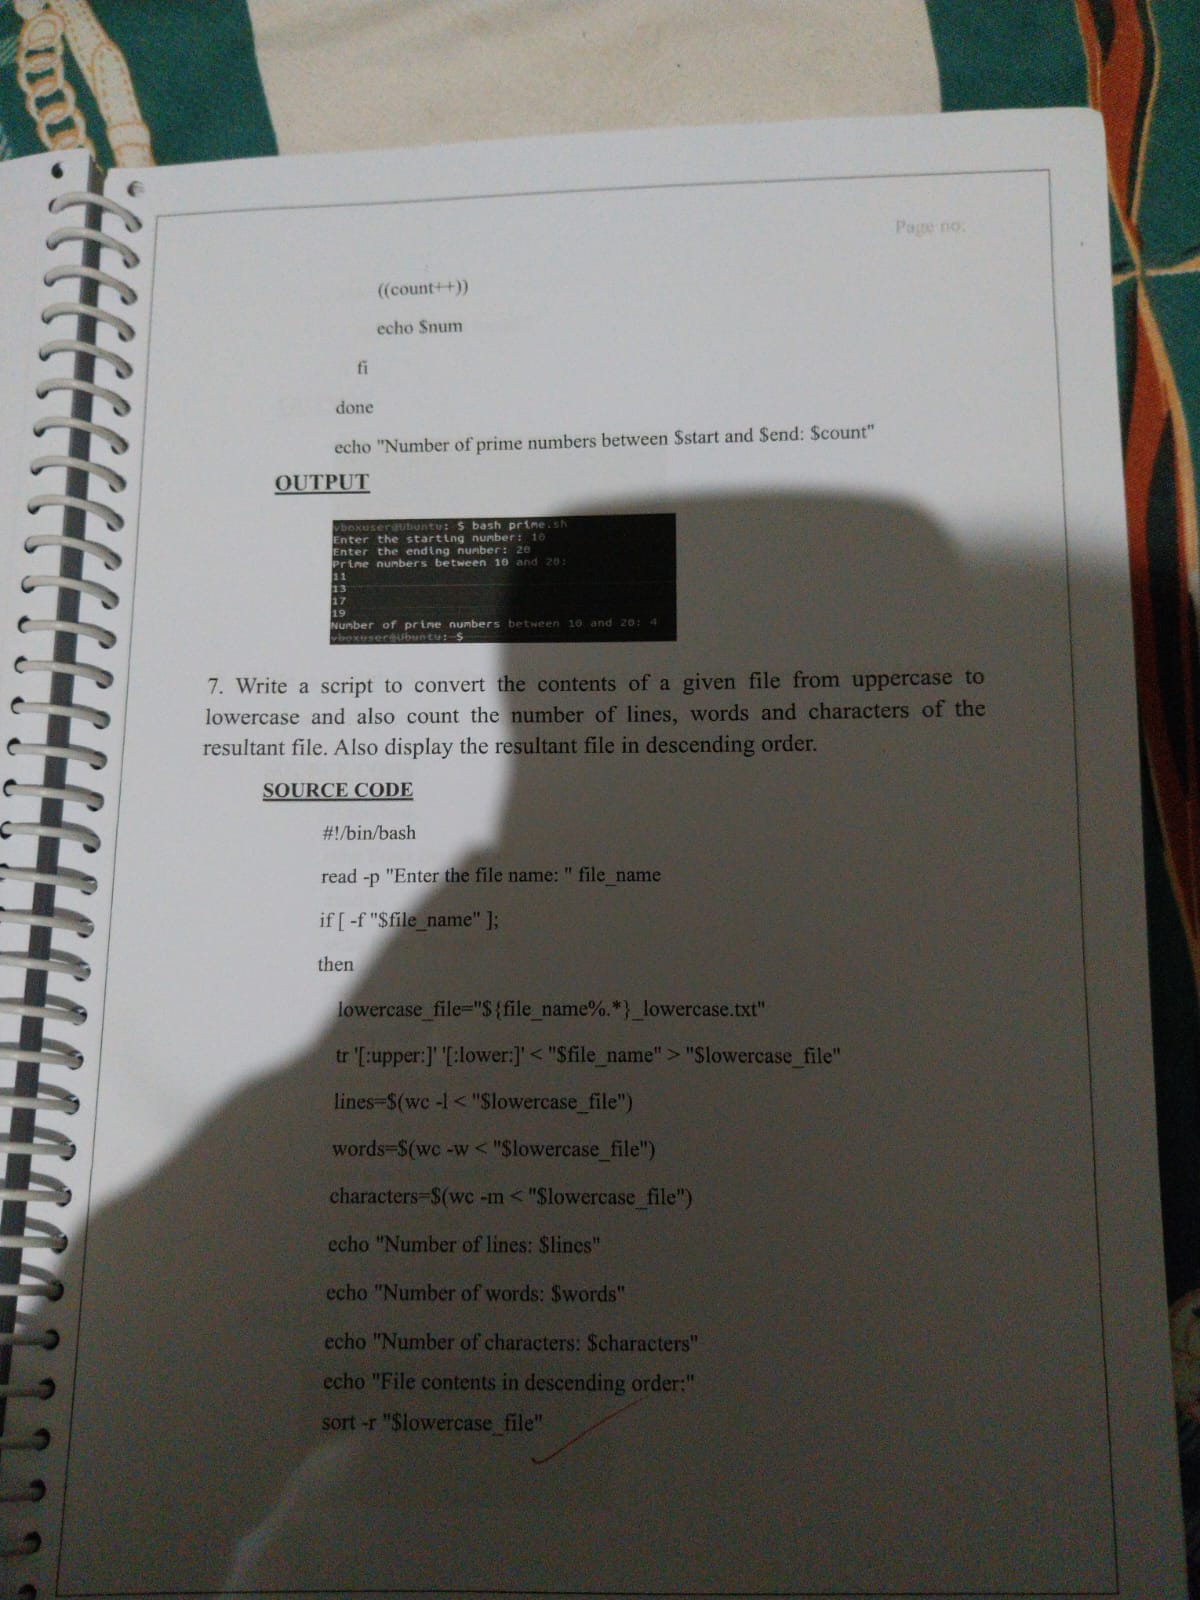 Page no:
((count++))
echo $num
fi
done
echo "Number of prime numbers between $start and $end: $count"
OUTPUT
vboxuser@Ubuntu: $ bash prime.sh
Enter the starting number: 10
Enter the ending number: 20
Prime numbers between 10 and 20:
11
13
17
19
Number of prime numbers between 10 and 20: 4
vboxuser@Ubuntu:~$
7. Write a script to convert the contents of a given file from uppercase to
lowercase and also count the number of lines, words and characters of the
resultant file. Also display the resultant file in descending order.
SOURCE CODE
#!/bin/bash
read -p "Enter the file name: " file_name
if [ -f "$file_name" ];
then
lowercase_file="${file_name%.*}_lowercase.txt"
tr '[:upper:]' '[:lower:]' < "$file_name" > "$lowercase_file"
lines=$(wc -l < "$lowercase_file")
words=$(wc -w < "$lowercase_file")
characters=$(wc -m < "$lowercase_file")
echo "Number of lines: $lines"
echo "Number of words: $words"
echo "Number of characters: $characters"
echo "File contents in descending order:"
sort -r "$lowercase_file"